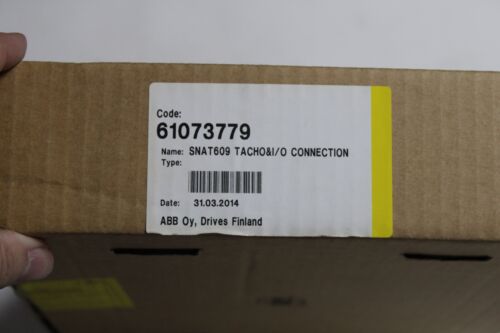 Code:
61073779
Name: SNAT609 TACHO&I/O CONNECTION
Type:
Date: 31.03.2014
ABB Oy, Drives Finland